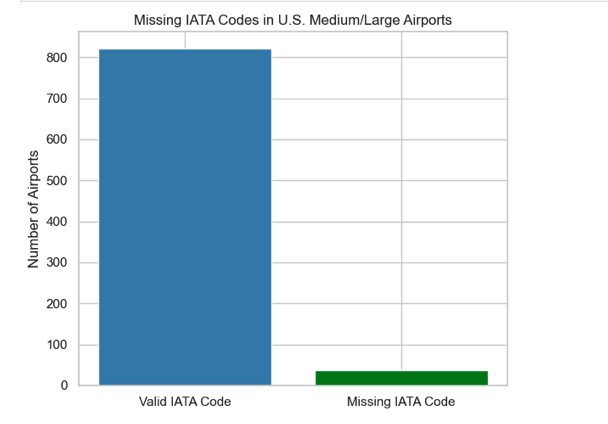 Missing IATA Codes in U.S. Medium/Large Airports
Number of Airports
800
700
600
500
400
300
200
100
0
Valid IATA Code
Missing IATA Code